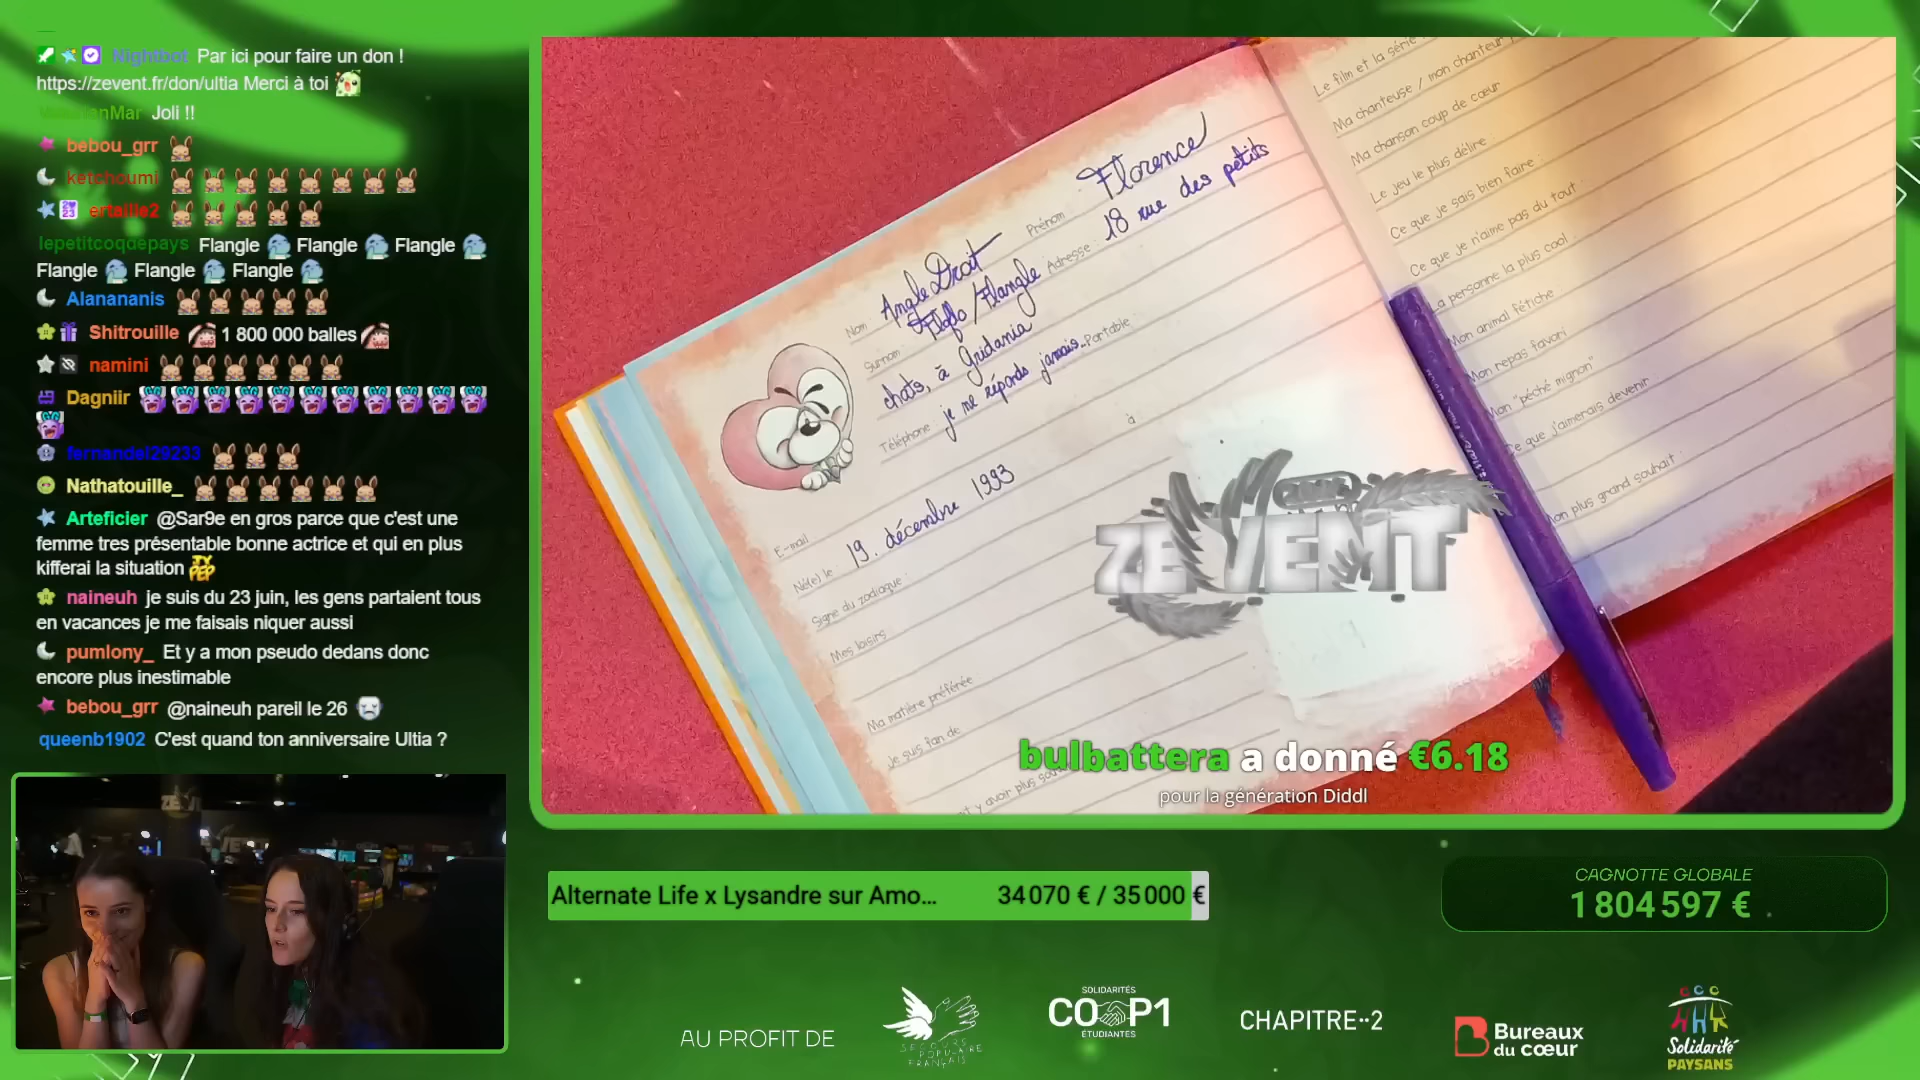 Nightbot Par ici pour faire un don !
https://zevent.fr/don/ultia Merci à toi
Joli !!
bebou_grr
ketchoumi
ertaille2
lepetitcoqdepays Flangle Flangle Flangle
Flangle Flangle Flangle
Alanananis
Shitrouille 1 800 000 balles
namini
Dagniir
fernandel29233
Nathatouille_
Arteficier @Sar9e en gros parce que c'est une
femme tres présentable bonne actrice et qui en plus
kifferai la situation
naineuh je suis du 23 juin, les gens partaient tous
en vacances je me faisais niquer aussi
pumlony_ Et y a mon pseudo dedans donc
encore plus inestimable
bebou_grr @naineuh pareil le 26
queenb1902 C'est quand ton anniversaire Ultia ?
Nom : Angle Droit Prénom Florence
Surnom : Floflo / Flangle Adresse : 18 rue des petits
chats, à Gridania
Téléphone : je ne réponds jamais... Portable :
à
E-mail
Né(e) le : 19 décembre 1993
Signe du zodiaque :
Mes loisirs
Ma matière préférée
Je suis fan de
Le film et la série
Ma chanteuse / mon chanteur
Ma chanson coup de cœur
Le jeu le plus délire
Ce que je sais bien faire :
Ce que je n'aime pas du tout :
La personne la plus cool
Mon animal fétiche
Mon repas favori
Mon "péché mignon"
Ce que j'aimerais devenir
Mon plus grand souhait :
ZEVENT
bulbattera a donné €6.18
pour la génération Diddl
Alternate Life x Lysandre sur Amo... 34 070 € / 35 000 €
CAGNOTTE GLOBALE
1 804 597 €
AU PROFIT DE
SECOURS
POPULAIRE
FRANÇAIS
SOLIDARITÉS
CO P1
ÉTUDIANTES
CHAPITRE··2
Bureaux
du cœur
Solidarité
PAYSANS